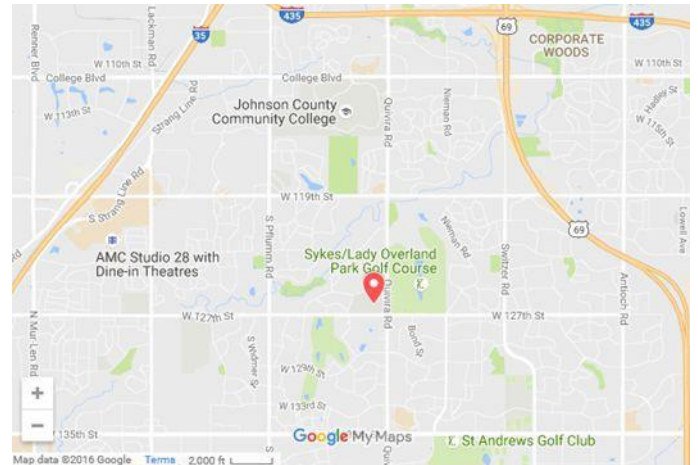 Renner Blvd
Lackman Rd
35
435
69
435
CORPORATE
WOODS
W 110th St
W 110th St
College Blvd
College Blvd
Strang Line Rd
W 113th St
Johnson County
Community College
Quivira Rd
Nieman Rd
Hadley St
W 115th St
W 119th St
S Strang Line Rd
S Pflumm Rd
Lowell Ave
69
AMC Studio 28 with
Dine-in Theatres
Sykes/Lady Overland
Park Golf Course
Nieman Rd
Switzer Rd
Antioch Rd
Quivira Rd
N Mur-Len Rd
W 127th St
W 127th St
S Widmer St
Bond St
W 129th St
W 133rd St
+
−
W 135th St
S
Quivira
Google My Maps
St Andrews Golf Club
Map data ©2016 Google Terms 2,000 ft